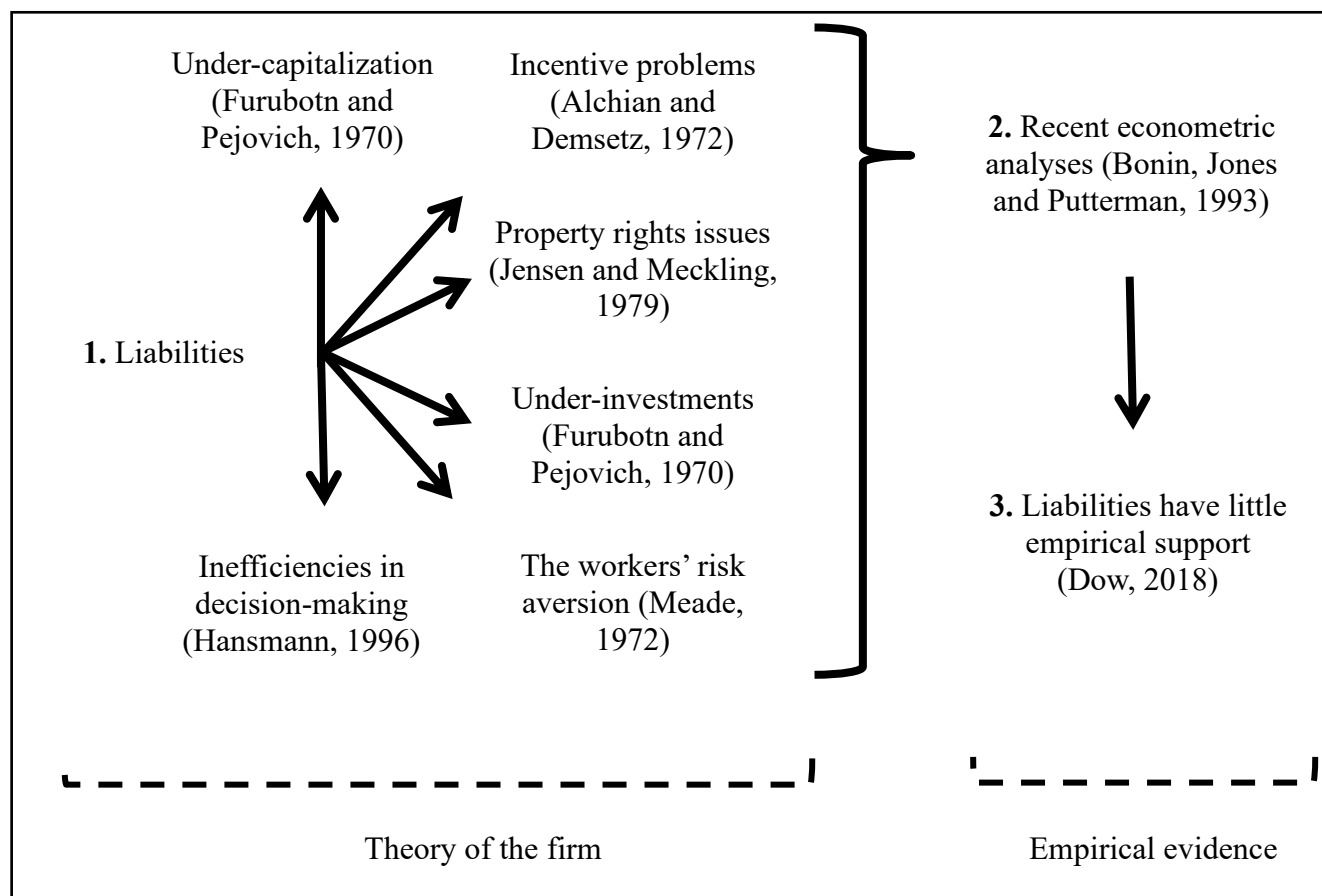 Under-capitalization
(Furubotn and
Pejovich, 1970)
Incentive problems
(Alchian and
Demsetz, 1972)
Property rights issues
(Jensen and Meckling,
1979)
1. Liabilities
Under-investments
(Furubotn and
Pejovich, 1970)
Inefficiencies in
decision-making
(Hansmann, 1996)
The workers’ risk
aversion (Meade,
1972)
2. Recent econometric
analyses (Bonin, Jones
and Putterman, 1993)
3. Liabilities have little
empirical support
(Dow, 2018)
Theory of the firm
Empirical evidence